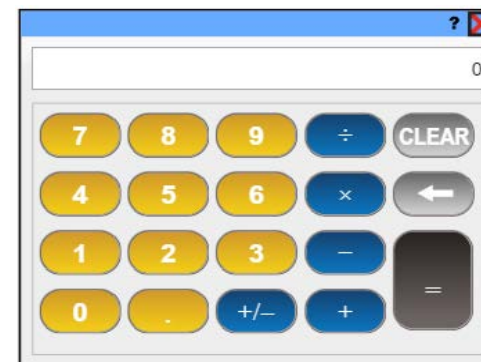 ? X
0
7 8 9 ÷ CLEAR
4 5 6 ×
1 2 3 − =
0 . +/− +